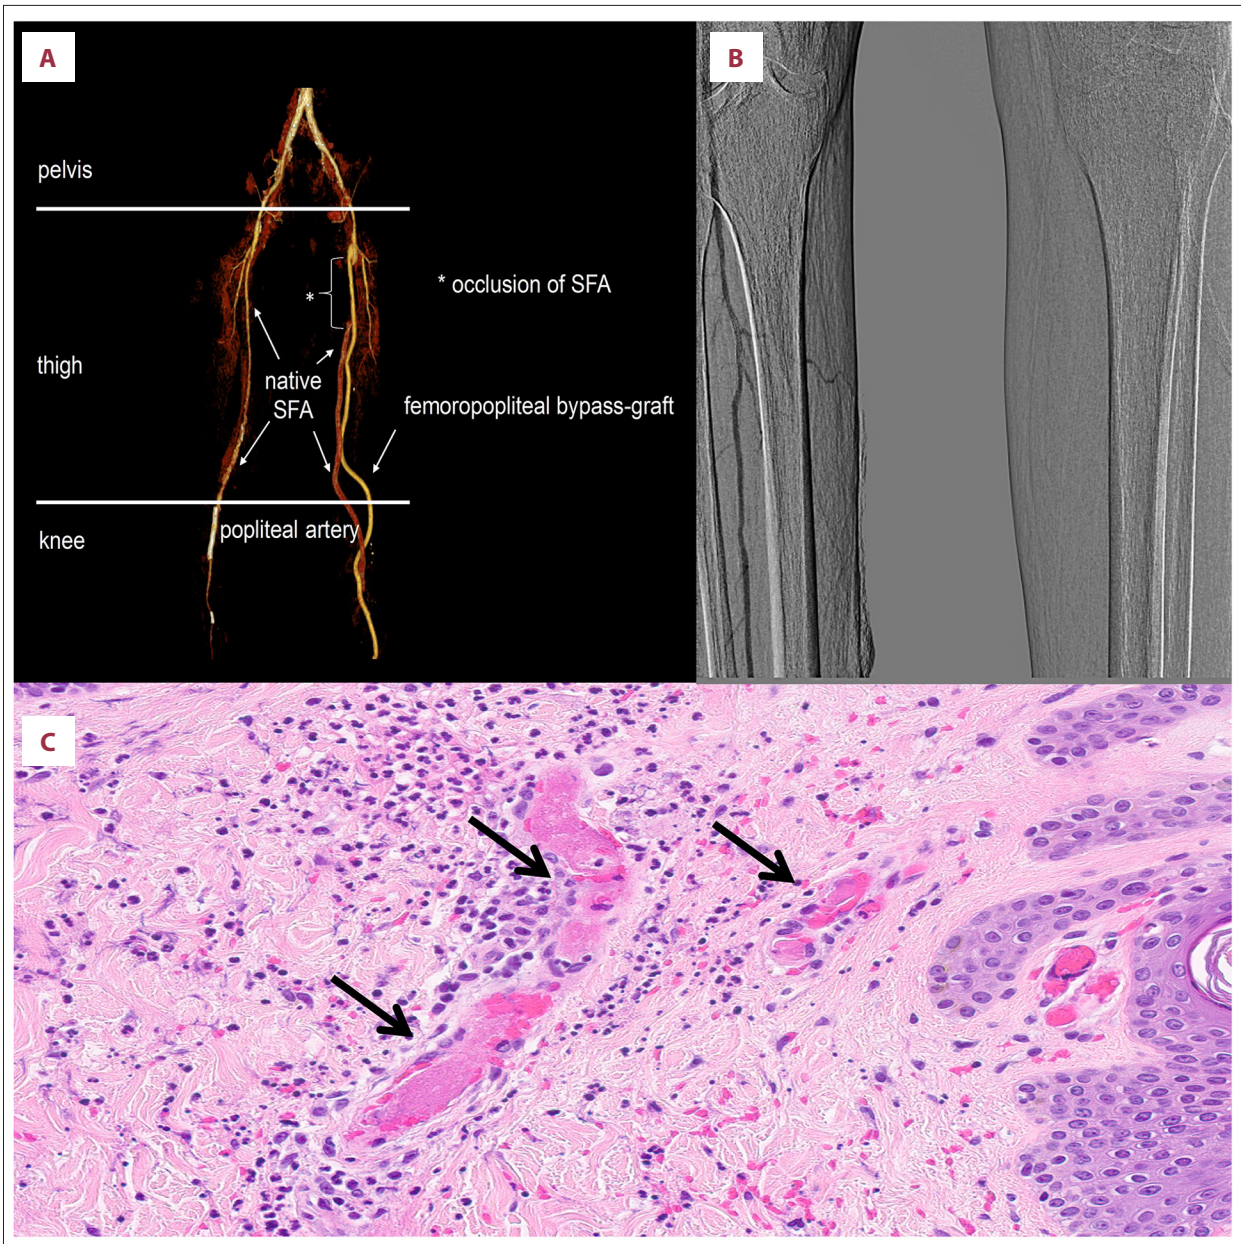 A
B
pelvis
* occlusion of SFA
*
thigh
native
SFA
femoropopliteal bypass-graft
popliteal artery
knee
C